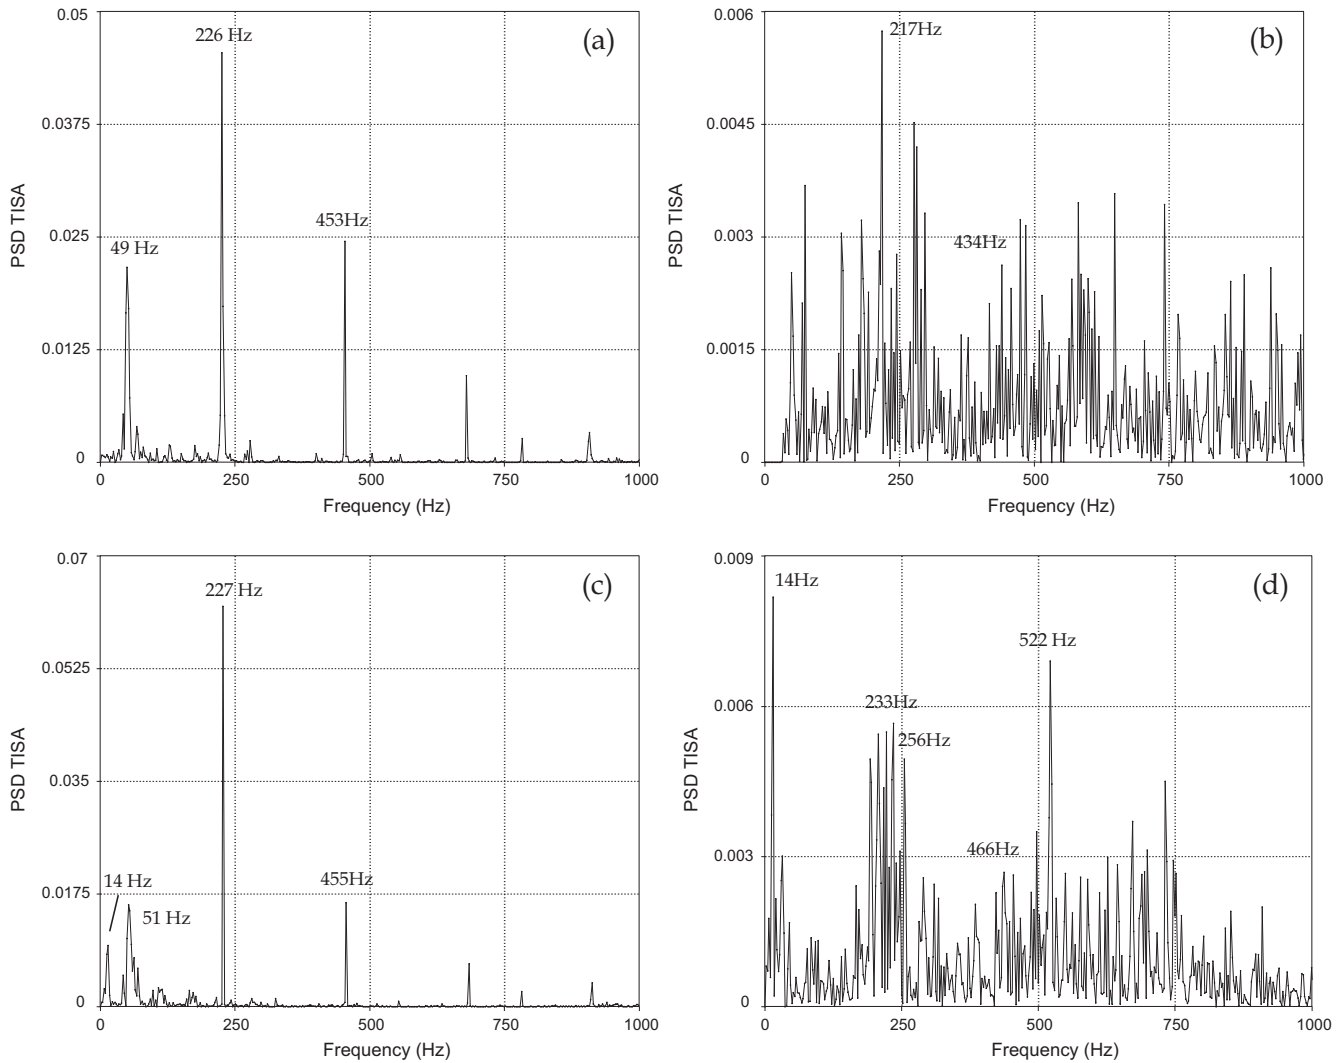 0.05
(a)
226 Hz
0.0375
PSD TISA
0.025
49 Hz
453Hz
0.0125
0
0 250 500 750 1000
Frequency (Hz)
0.006
(b)
217Hz
0.0045
PSD TISA
0.003
434Hz
0.0015
0
0 250 500 750 1000
Frequency (Hz)
0.07
(c)
227 Hz
0.0525
PSD TISA
0.035
0.0175
14 Hz
51 Hz
455Hz
0
0 250 500 750 1000
Frequency (Hz)
0.009
(d)
14Hz
522 Hz
0.006
233Hz
256Hz
PSD TISA
0.003
466Hz
0
0 250 500 750 1000
Frequency (Hz)